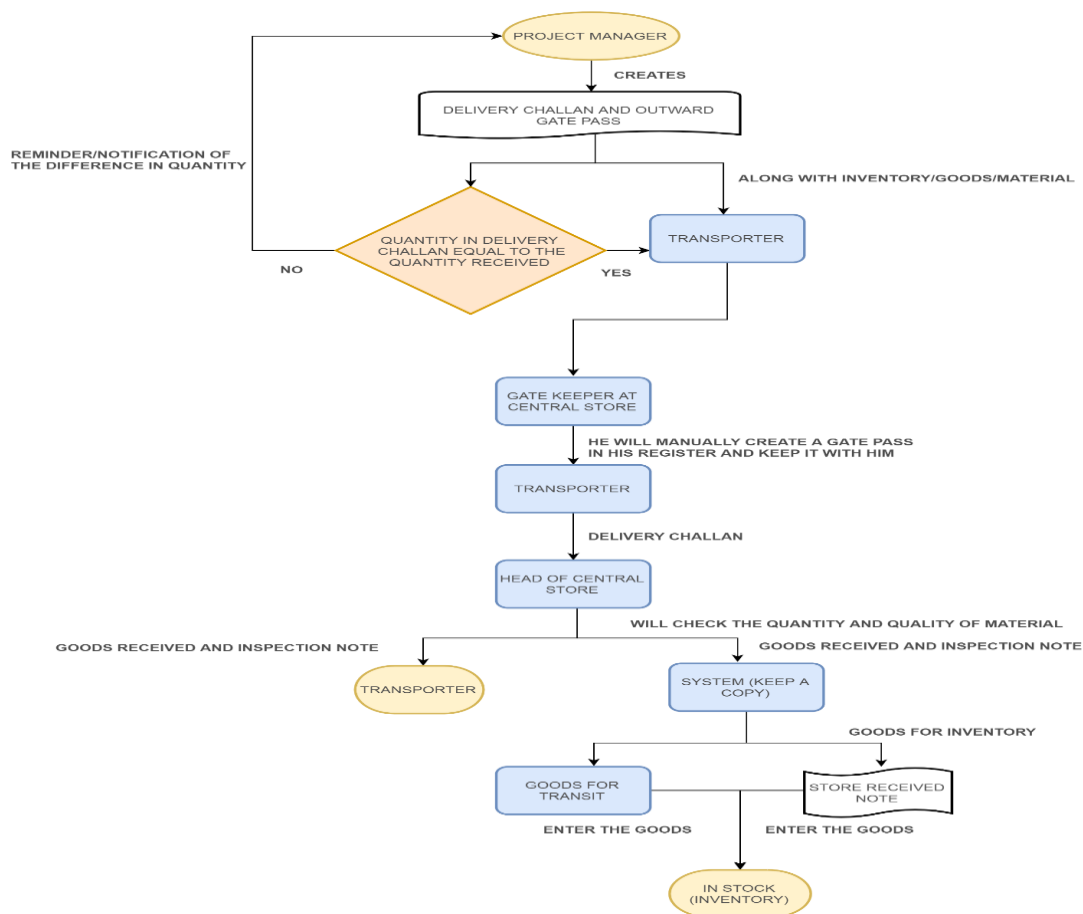 PROJECT MANAGER
CREATES
DELIVERY CHALLAN AND OUTWARD
GATE PASS
REMINDER/NOTIFICATION OF
THE DIFFERENCE IN QUANTITY
ALONG WITH INVENTORY/GOODS/MATERIAL
QUANTITY IN DELIVERY
CHALLAN EQUAL TO THE
QUANTITY RECEIVED
TRANSPORTER
NO
YES
GATE KEEPER AT
CENTRAL STORE
HE WILL MANUALLY CREATE A GATE PASS
IN HIS REGISTER AND KEEP IT WITH HIM
TRANSPORTER
DELIVERY CHALLAN
HEAD OF CENTRAL
STORE
WILL CHECK THE QUANTITY AND QUALITY OF MATERIAL
GOODS RECEIVED AND INSPECTION NOTE
GOODS RECEIVED AND INSPECTION NOTE
TRANSPORTER
SYSTEM (KEEP A
COPY)
GOODS FOR INVENTORY
GOODS FOR
TRANSIT
STORE RECEIVED
NOTE
ENTER THE GOODS
ENTER THE GOODS
IN STOCK
(INVENTORY)